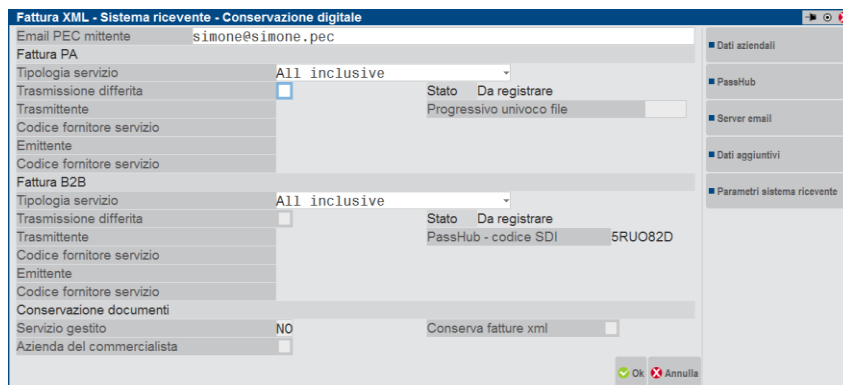 Fattura XML - Sistema ricevente - Conservazione digitale
Email PEC mittente simone@simone.pec
Fattura PA
Tipologia servizio All inclusive
Trasmissione differita Stato Da registrare
Trasmittente Progressivo univoco file
Codice fornitore servizio
Emittente
Codice fornitore servizio
Fattura B2B
Tipologia servizio All inclusive
Trasmissione differita Stato Da registrare
Trasmittente PassHub - codice SDI 5RUO82D
Codice fornitore servizio
Emittente
Codice fornitore servizio
Conservazione documenti
Servizio gestito NO Conserva fatture xml
Azienda del commercialista
Ok Annulla
Dati aziendali
PassHub
Server email
Dati aggiuntivi
Parametri sistema ricevente